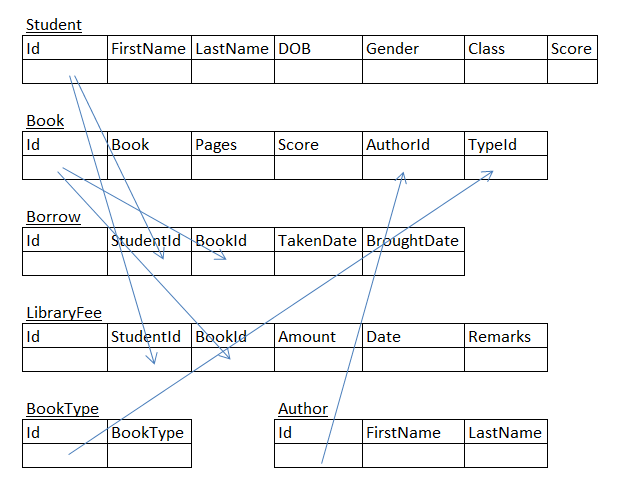 Student
Id FirstName LastName DOB Gender Class Score
Book
Id Book Pages Score AuthorId TypeId
Borrow
Id StudentId BookId TakenDate BroughtDate
LibraryFee
Id StudentId BookId Amount Date Remarks
BookType Author
Id BookType Id FirstName LastName